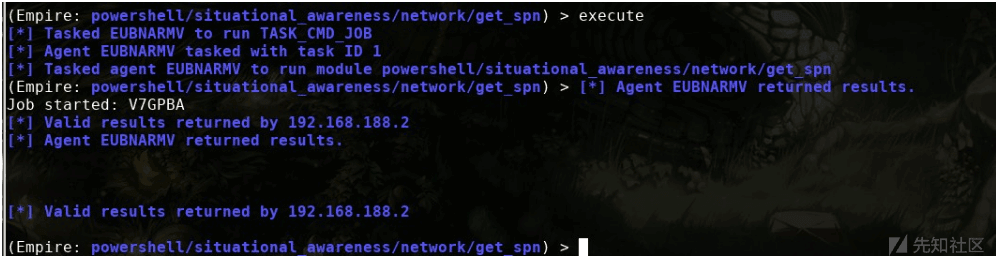 (Empire: powershell/situational_awareness/network/get_spn) > execute
[*] Tasked EUBNARMV to run TASK_CMD_JOB
[*] Agent EUBNARMV tasked with task ID 1
[*] Tasked agent EUBNARMV to run module powershell/situational_awareness/network/get_spn
(Empire: powershell/situational_awareness/network/get_spn) > [*] Agent EUBNARMV returned results.
Job started: V7GPBA
[*] Valid results returned by 192.168.188.2
[*] Agent EUBNARMV returned results.
[*] Valid results returned by 192.168.188.2
(Empire: powershell/situational_awareness/network/get_spn) >
先知社区